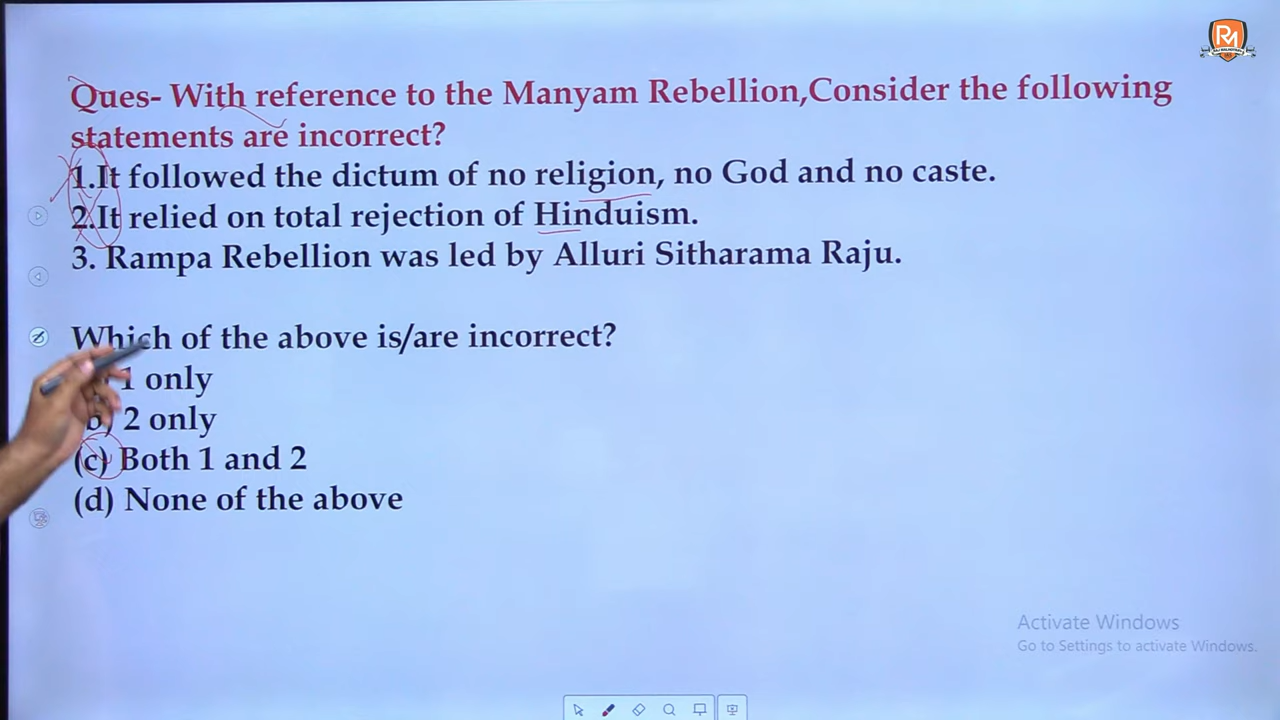 RM
Ques- With reference to the Manyam Rebellion,Consider the following
statements are incorrect?
1.It followed the dictum of no religion, no God and no caste.
2.It relied on total rejection of Hinduism.
3. Rampa Rebellion was led by Alluri Sitharama Raju.
Which of the above is/are incorrect?
1 only
b) 2 only
(c) Both 1 and 2
(d) None of the above
Activate Windows
Go to Settings to activate Windows.